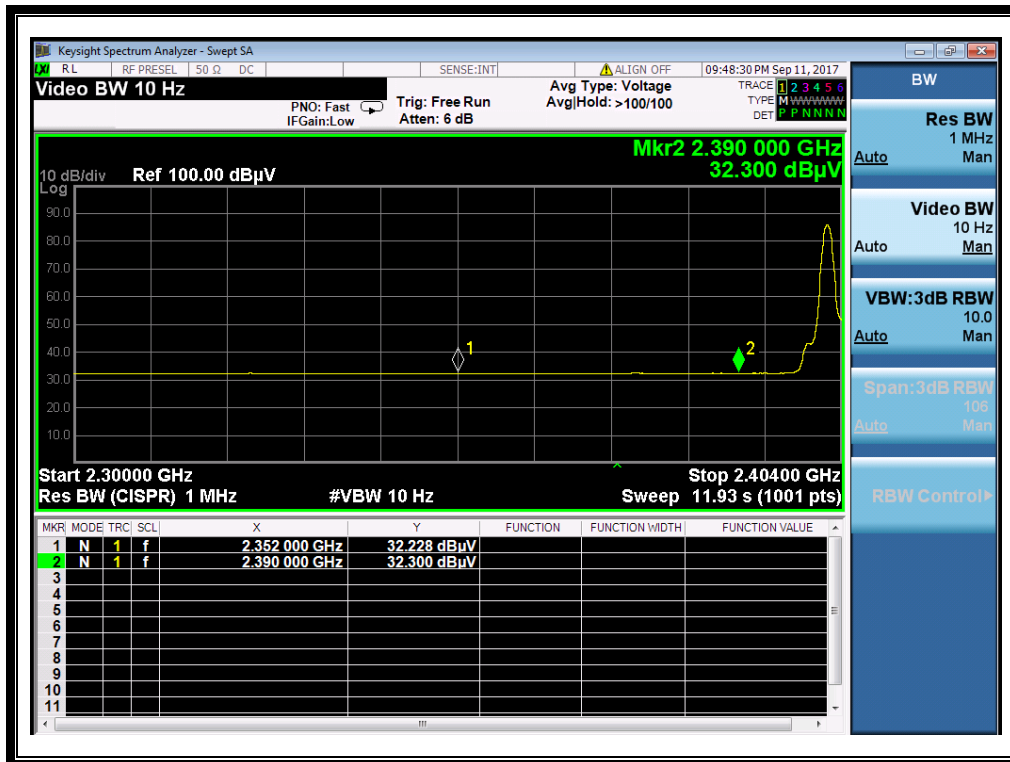 Keysight Spectrum Analyzer - Swept SA
LXI RL RF PRESEL 50 Ω DC SENSE:INT ALIGN OFF 09:48:30 PM Sep 11, 2017
Video BW 10 Hz
PNO: Fast
IFGain:Low
Trig: Free Run
Atten: 6 dB
Avg Type: Voltage
Avg|Hold: >100/100
TRACE 1 2 3 4 5 6
TYPE M WWWWW
DET P P N N N N
Mkr2 2.390 000 GHz
32.300 dBµV
10 dB/div Ref 100.00 dBµV
Log
90.0
80.0
70.0
60.0
50.0
40.0
30.0
20.0
10.0
1
2
Start 2.30000 GHz Stop 2.40400 GHz
Res BW (CISPR) 1 MHz #VBW 10 Hz Sweep 11.93 s (1001 pts)
MKR MODE TRC SCL X Y FUNCTION FUNCTION WIDTH FUNCTION VALUE
1 N 1 f 2.352 000 GHz 32.228 dBµV
2 N 1 f 2.390 000 GHz 32.300 dBµV
3
4
5
6
7
8
9
10
11
BW
Res BW
1 MHz
Auto Man
Video BW
10 Hz
Auto Man
VBW:3dB RBW
10.0
Auto Man
Span:3dB RBW
106
Auto Man
RBW Control